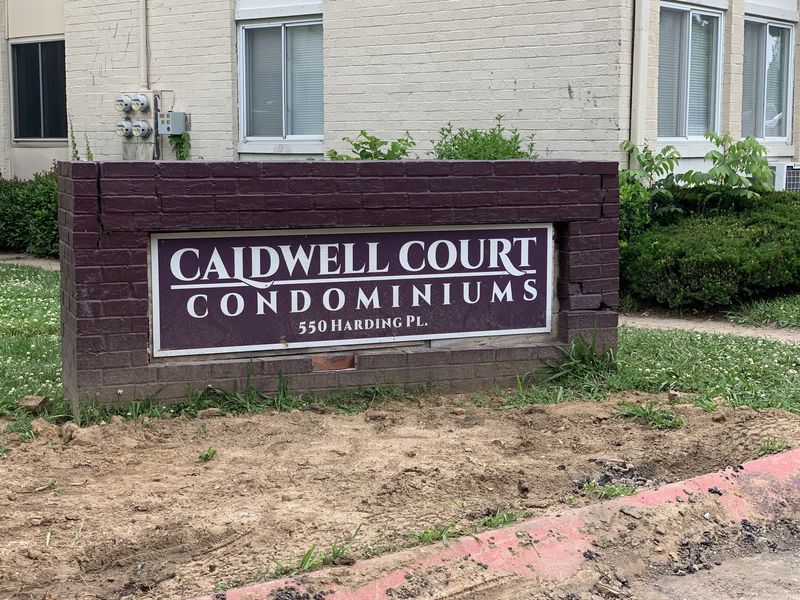 CALDWELL COURT
CONDOMINIUMS
550 HARDING PL.